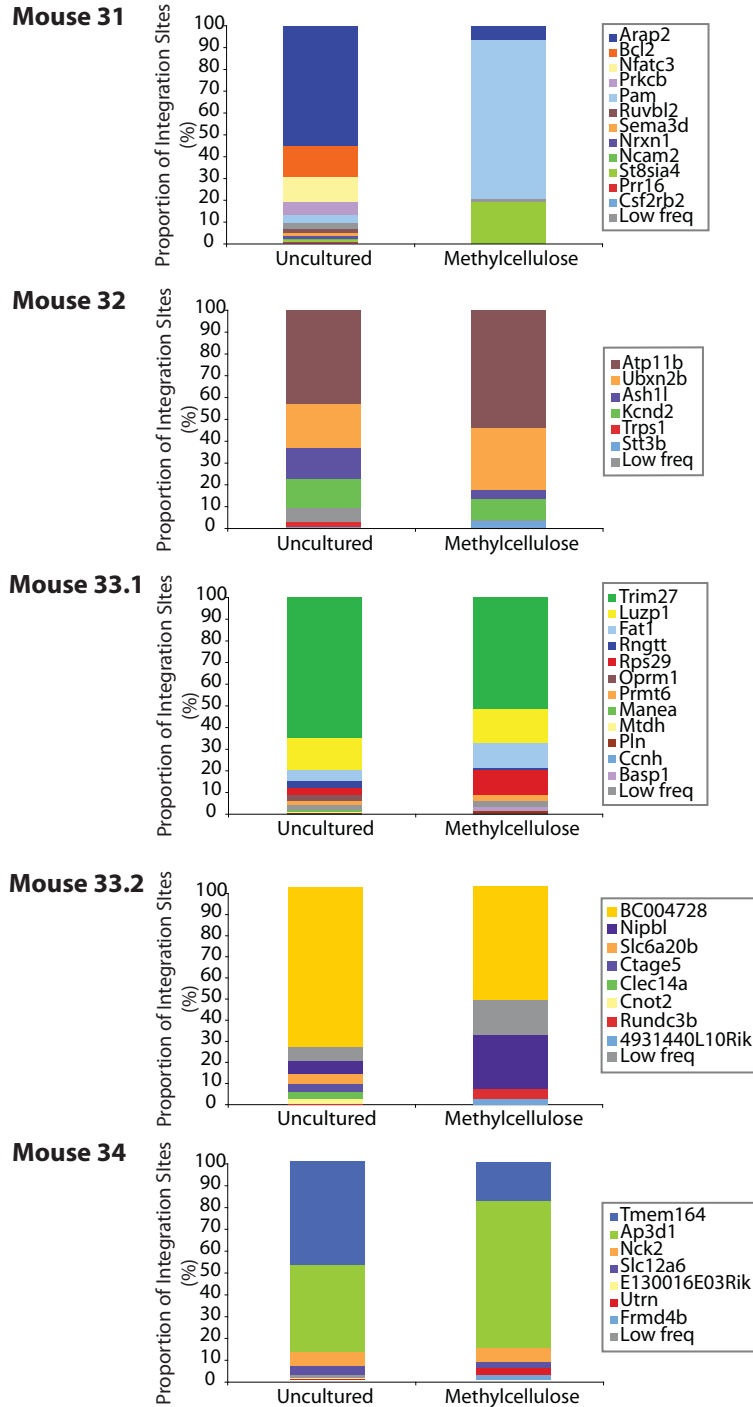 Mouse 31
Proportion of Integration SItes
(%)
100
90
80
70
60
50
40
30
20
10
0
Uncultured
Methylcellulose
Arap2
Bcl2
Nfatc3
Prkcb
Pam
Ruvbl2
Sema3d
Nrxn1
Ncam2
St8sia4
Prr16
Csf2rb2
Low freq
Mouse 32
Proportion of Integration SItes
(%)
100
90
80
70
60
50
40
30
20
10
0
Uncultured
Methylcellulose
Atp11b
Ubxn2b
Ash1l
Kcnd2
Trps1
Stt3b
Low freq
Mouse 33.1
Proportion of Integration SItes
(%)
100
90
80
70
60
50
40
30
20
10
0
Uncultured
Methylcellulose
Trim27
Luzp1
Fat1
Rngtt
Rps29
Oprm1
Prmt6
Manea
Mtdh
Pln
Ccnh
Basp1
Low freq
Mouse 33.2
Proportion of Integration SItes
(%)
100
90
80
70
60
50
40
30
20
10
0
Uncultured
Methylcellulose
BC004728
Nipbl
Slc6a20b
Ctage5
Clec14a
Cnot2
Rundc3b
4931440L10Rik
Low freq
Mouse 34
Proportion of Integration SItes
(%)
100
90
80
70
60
50
40
30
20
10
0
Uncultured
Methylcellulose
Tmem164
Ap3d1
Nck2
Slc12a6
E130016E03Rik
Utrn
Frmd4b
Low freq